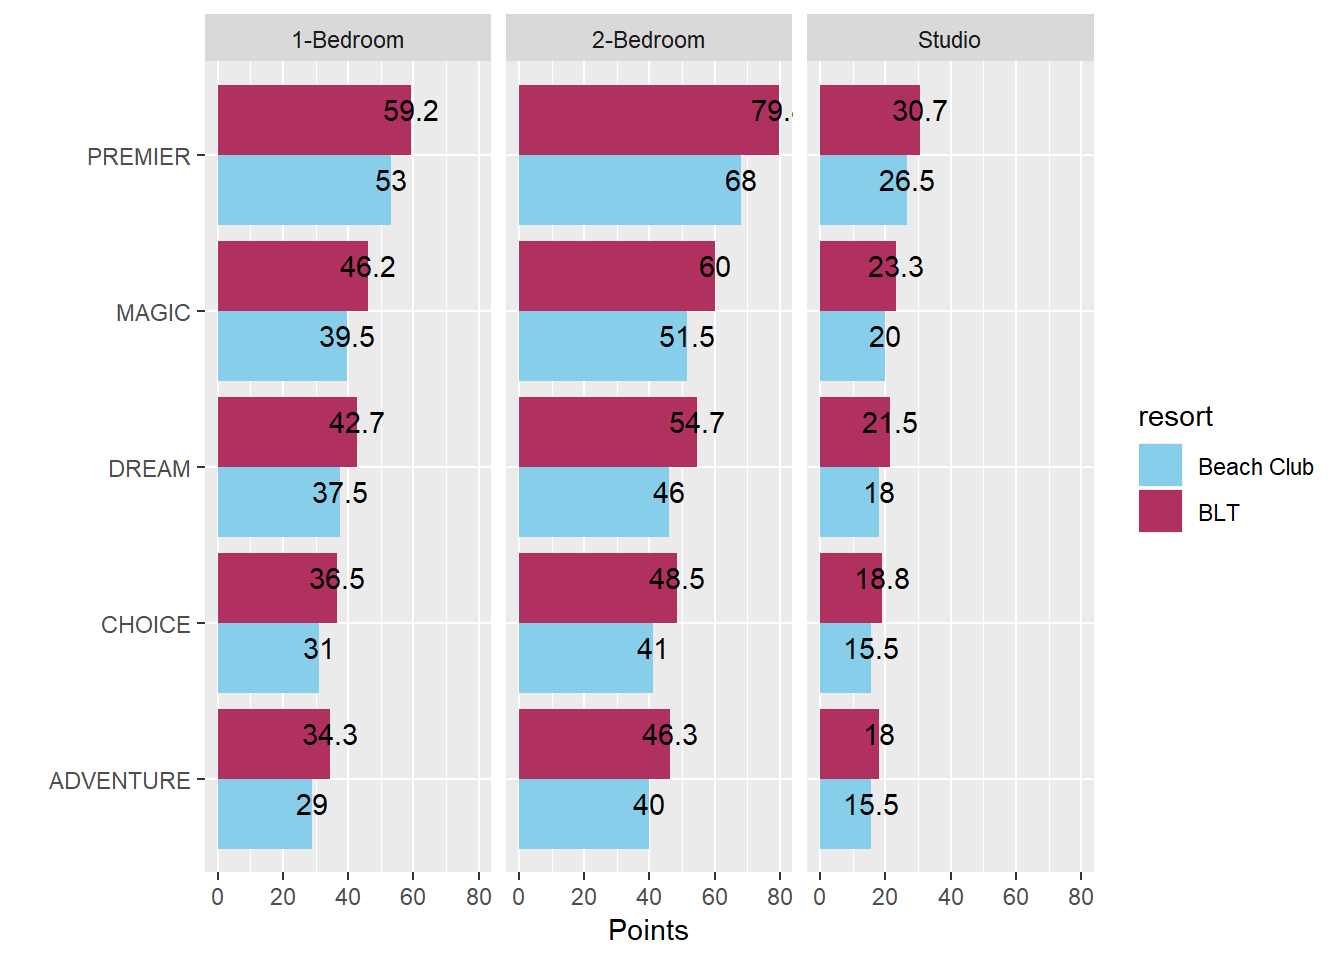 1-Bedroom 2-Bedroom Studio
PREMIER
59.2 79. 30.7
53 68 26.5
MAGIC
46.2 60 23.3
39.5 51.5 20
DREAM
42.7 54.7 21.5
37.5 46 18
CHOICE
36.5 48.5 18.8
31 41 15.5
ADVENTURE
34.3 46.3 18
29 40 15.5
0 20 40 60 80 0 20 40 60 80 0 20 40 60 80
Points
resort
Beach Club
BLT